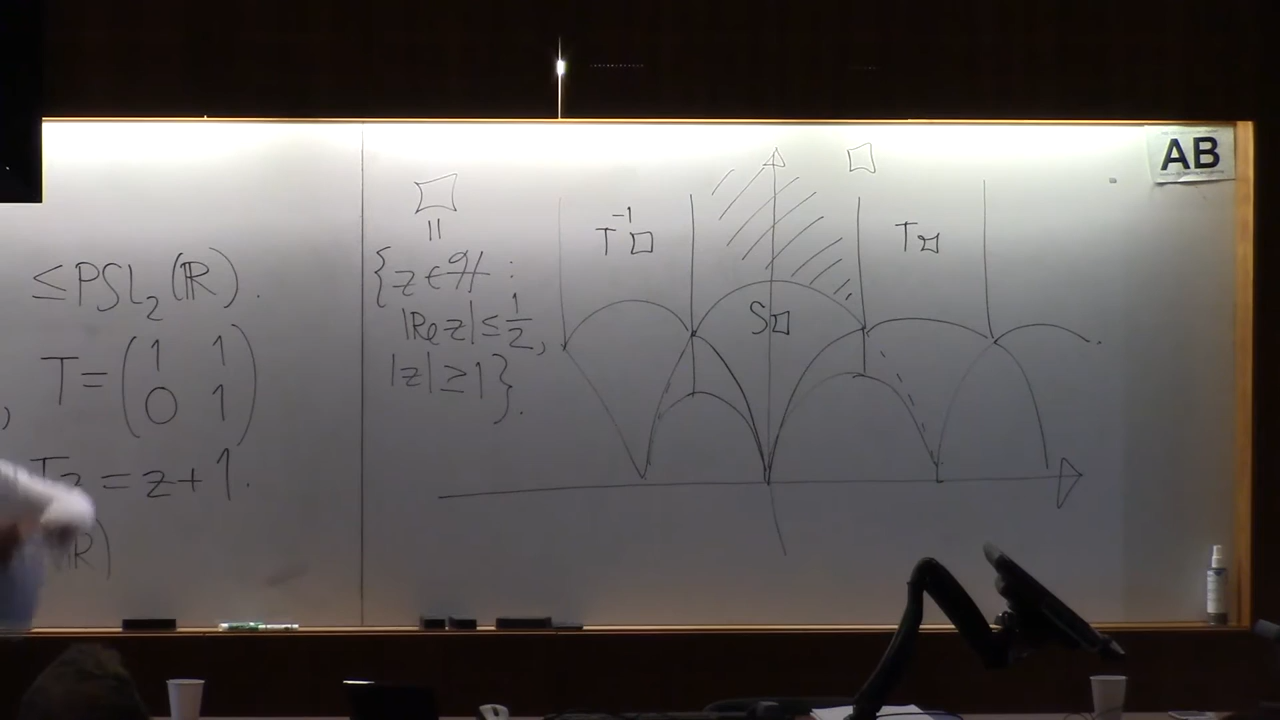 ≤ PSL₂(ℝ).
T = (1 1
0 1)
Tz = z+1.
ℝ)
□
||
{z ∈ ℋ :
|Re z| ≤ 1/2,
|z| ≥ 1}.
T⁻¹□
□
T□
S□
AB